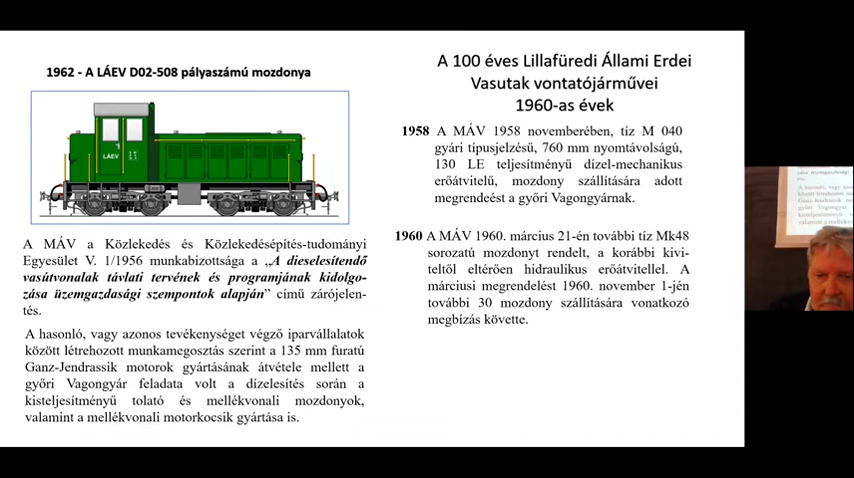 1962 - A LÁEV D02-508 pályaszámú mozdonya
LÁEV
A MÁV a Közlekedés és Közlekedésépítés-tudományi
Egyesület V. 1/1956 munkabizottsága a „A dieselesítendő
vasútvonalak távlati tervének és programjának kidolgo-
zása üzemgazdasági szempontok alapján” című zárójelen-
tés.
A hasonló, vagy azonos tevékenységet végző iparvállalatok
között létrehozott munkamegosztás szerint a 135 mm furatú
Ganz-Jendrassik motorok gyártásának átvétele mellett a
győri Vagongyár feladata volt a dízelesítés során a
kisteljesítményű tolató és mellékvonali mozdonyok,
valamint a mellékvonali motorkocsik gyártása is.
A 100 éves Lillafüredi Állami Erdei
Vasutak vontatójárművei
1960-as évek
1958 A MÁV 1958 novemberében, tíz M 040
gyári típusjelzésű, 760 mm nyomtávolságú,
130 LE teljesítményű dízel-mechanikus
erőátvitelű, mozdony szállítására adott
megrendeést a győri Vagongyárnak.
1960 A MÁV 1960. március 21-én további tíz Mk48
sorozatú mozdonyt rendelt, a korábbi kivi-
teltől eltérően hidraulikus erőátvitellel. A
márciusi megrendelést 1960. november 1-jén
további 30 mozdony szállítására vonatkozó
megbízás követte.